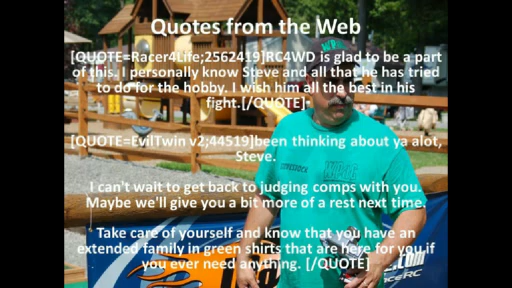 Quotes from the Web
[QUOTE=Racer4Life;2562419]RC4WD is glad to be a part
of this. I personally know Steve and all that he has tried
to do for the hobby. I wish him all the best in his
fight.[/QUOTE]
[QUOTE=EvilTwin v2;44519]been thinking about ya alot,
Steve.
I can't wait to get back to judging comps with you.
Maybe we'll give you a bit more of a rest next time.
Take care of yourself and know that you have an
extended family in green shirts that are here for you if
you ever need anything. [/QUOTE]